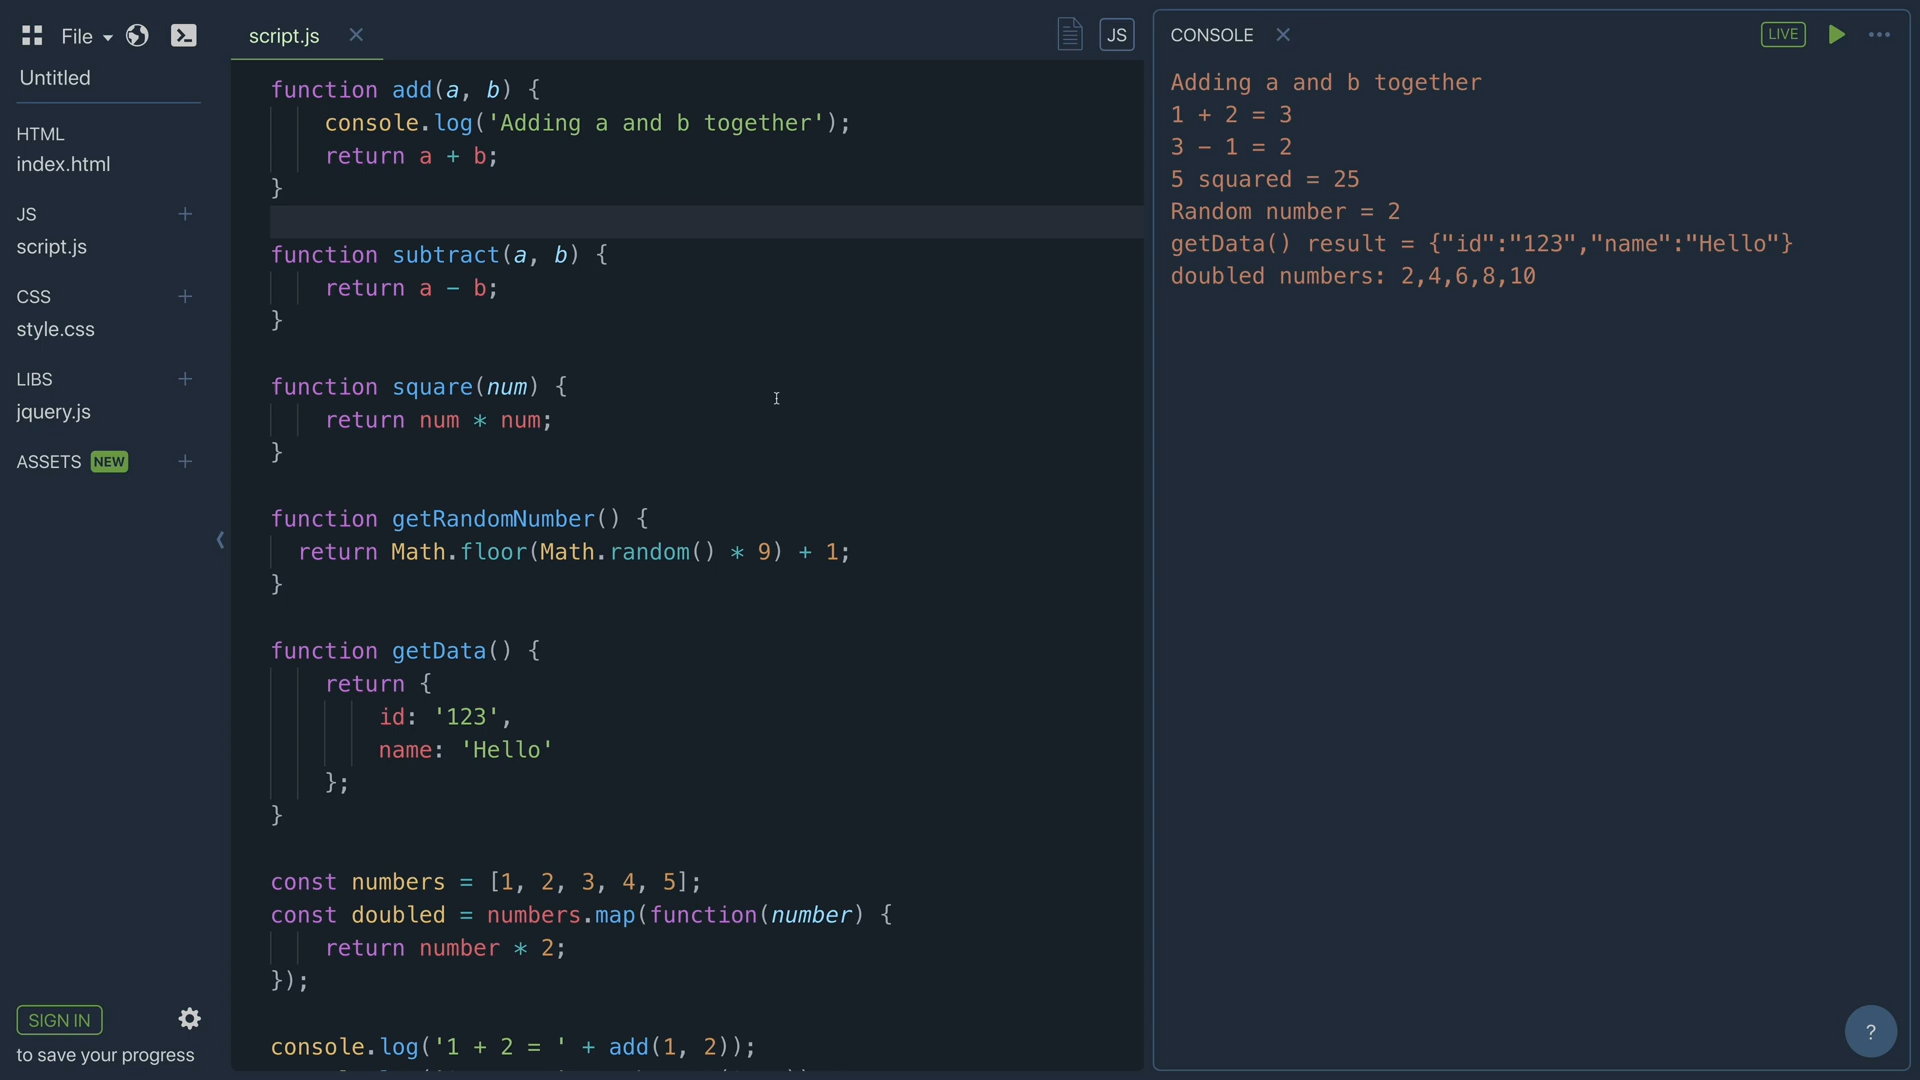 File
Untitled
HTML
index.html
JS
script.js
CSS
style.css
LIBS
jquery.js
ASSETS NEW
SIGN IN
to save your progress
script.js
JS
function add(a, b) {
console.log('Adding a and b together');
return a + b;
}
function subtract(a, b) {
return a - b;
}
function square(num) {
return num * num;
}
function getRandomNumber() {
return Math.floor(Math.random() * 9) + 1;
}
function getData() {
return {
id: '123',
name: 'Hello'
};
}
const numbers = [1, 2, 3, 4, 5];
const doubled = numbers.map(function(number) {
return number * 2;
});
console.log('1 + 2 = ' + add(1, 2));
CONSOLE
LIVE
Adding a and b together
1 + 2 = 3
3 - 1 = 2
5 squared = 25
Random number = 2
getData() result = {"id":"123","name":"Hello"}
doubled numbers: 2,4,6,8,10
?